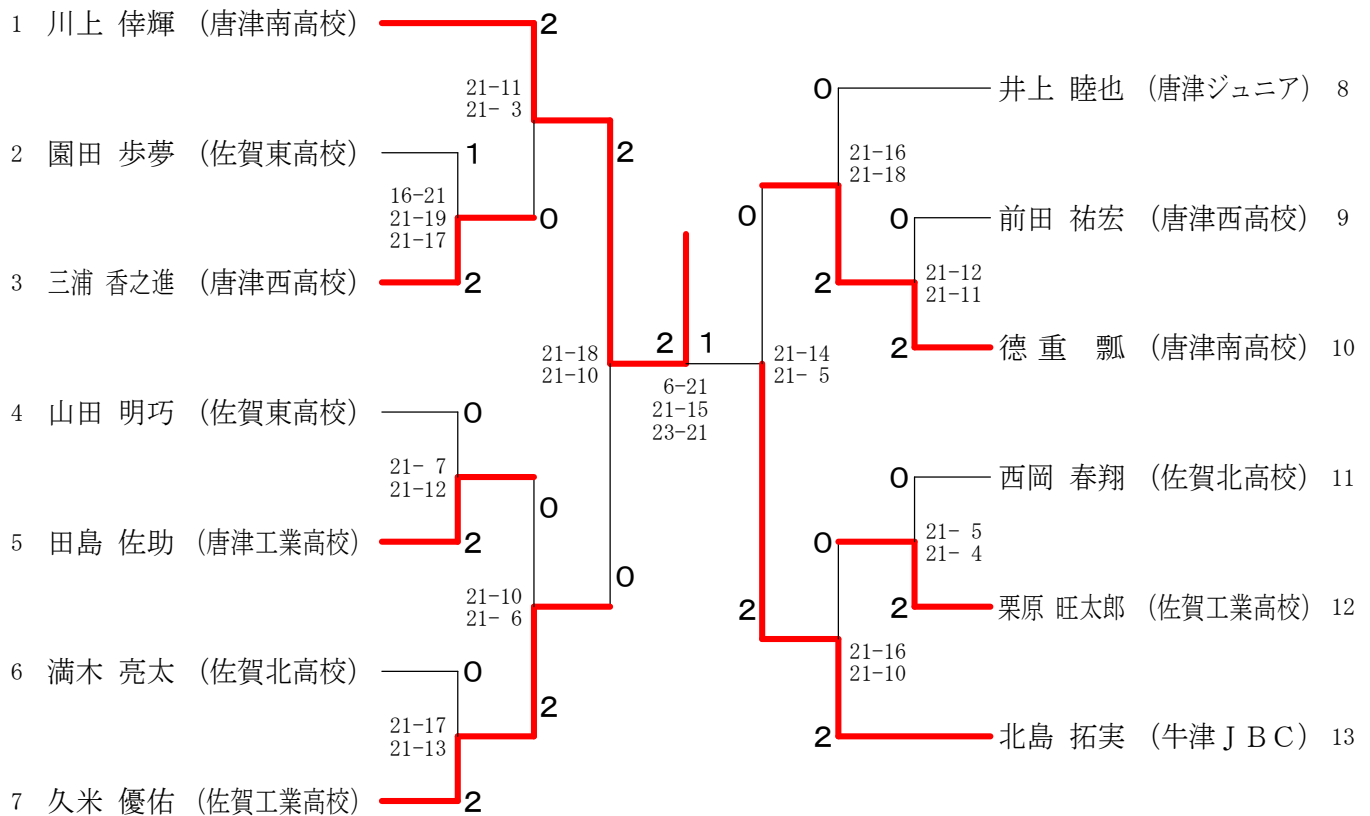 1 川上 倖輝 (唐津南高校) 2
21-11
21- 3
2 園田 歩夢 (佐賀東高校) 1
2
16-21
21-19
21-17
0
3 三浦 香之進 (唐津西高校) 2
21-18
21-10
4 山田 明巧 (佐賀東高校) 0
21- 7
21-12
0
5 田島 佐助 (唐津工業高校) 2
21-10
21- 6
0
6 満木 亮太 (佐賀北高校) 0
21-17
21-13
2
7 久米 優佑 (佐賀工業高校) 2
2 1
6-21
21-15
23-21
0 井上 睦也 (唐津ジュニア) 8
21-16
21-18
0
0 前田 祐宏 (唐津西高校) 9
21-12
21-11
2
2 德重 瓢 (唐津南高校) 10
21-14
21- 5
0 西岡 春翔 (佐賀北高校) 11
21- 5
21- 4
0
2 栗原 旺太郎 (佐賀工業高校) 12
2
21-16
21-10
2 北島 拓実 (牛津ＪＢＣ) 13